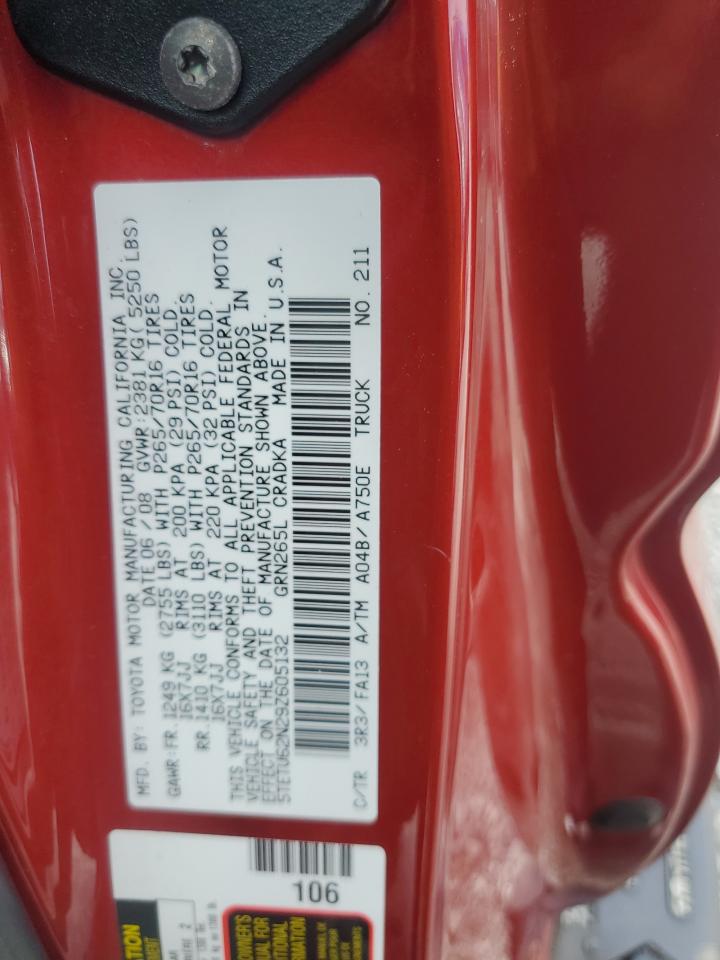 MFD. BY: TOYOTA MOTOR MANUFACTURING CALIFORNIA INC.
DATE 06/08 GVWR:2381 KG( 5250 LBS)
GAWR:FR.1249 KG (2755 LBS) WITH P265/70R16 TIRES
16X7JJ RIMS AT 200 KPA (29 PSI) COLD.
RR.1410 KG (3110 LBS) WITH P265/70R16 TIRES
16X7JJ RIMS AT 220 KPA (32 PSI) COLD.
THIS VEHICLE CONFORMS TO ALL APPLICABLE FEDERAL MOTOR
VEHICLE SAFETY AND THEFT PREVENTION STANDARDS IN
EFFECT ON THE DATE OF MANUFACTURE SHOWN ABOVE.
5TETU62N29Z605132 GRN265L CRADKA MADE IN U.S.A.
C/TR 3R3/FA13 A/TM A04B/A750E TRUCK NO. 211
106